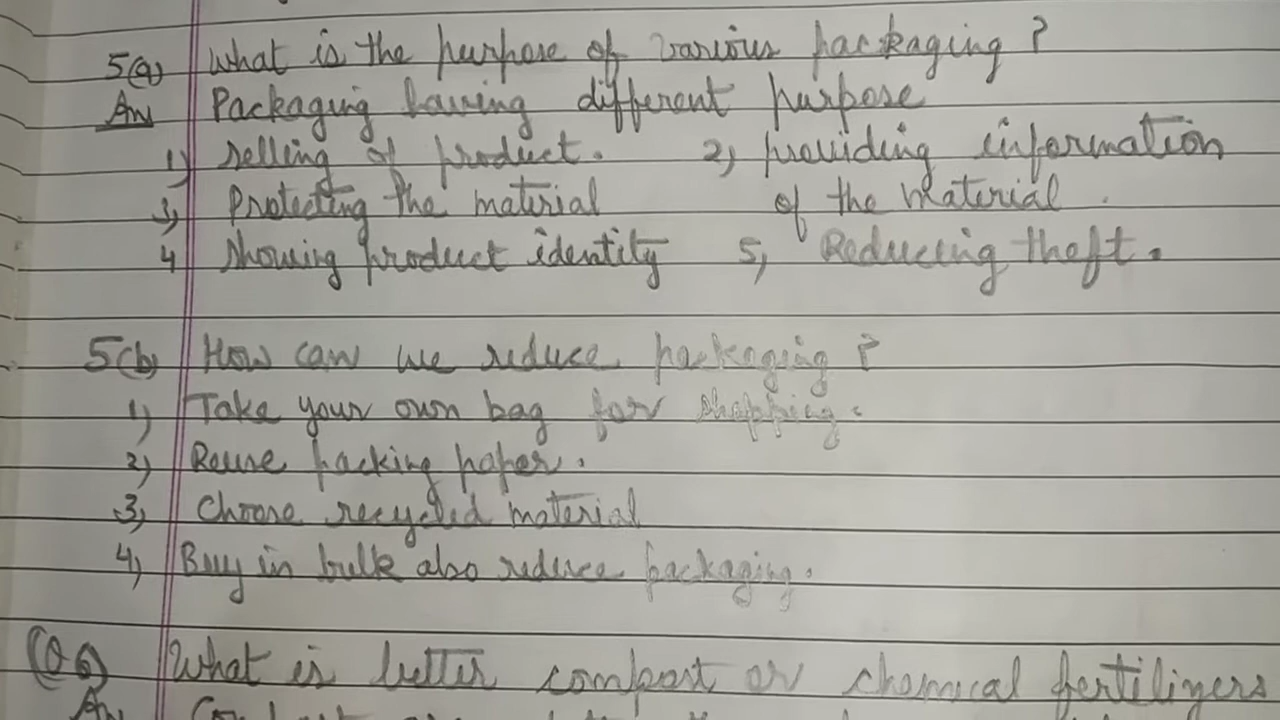 5(a) What is the purpose of various packaging ?
An Packaging having different purpose
1) Selling of product. 2, providing information
3, Protecting the material of the material.
4 Showing product identity 5, Reducing theft.
5(b) How can we reduce packaging ?
1) Take your own bag for shopping.
2) Reuse packing paper.
3, Choose recycled material
4, Buy in bulk also reduce packaging.
(Q6) What is better compost or chemical fertilizers
An